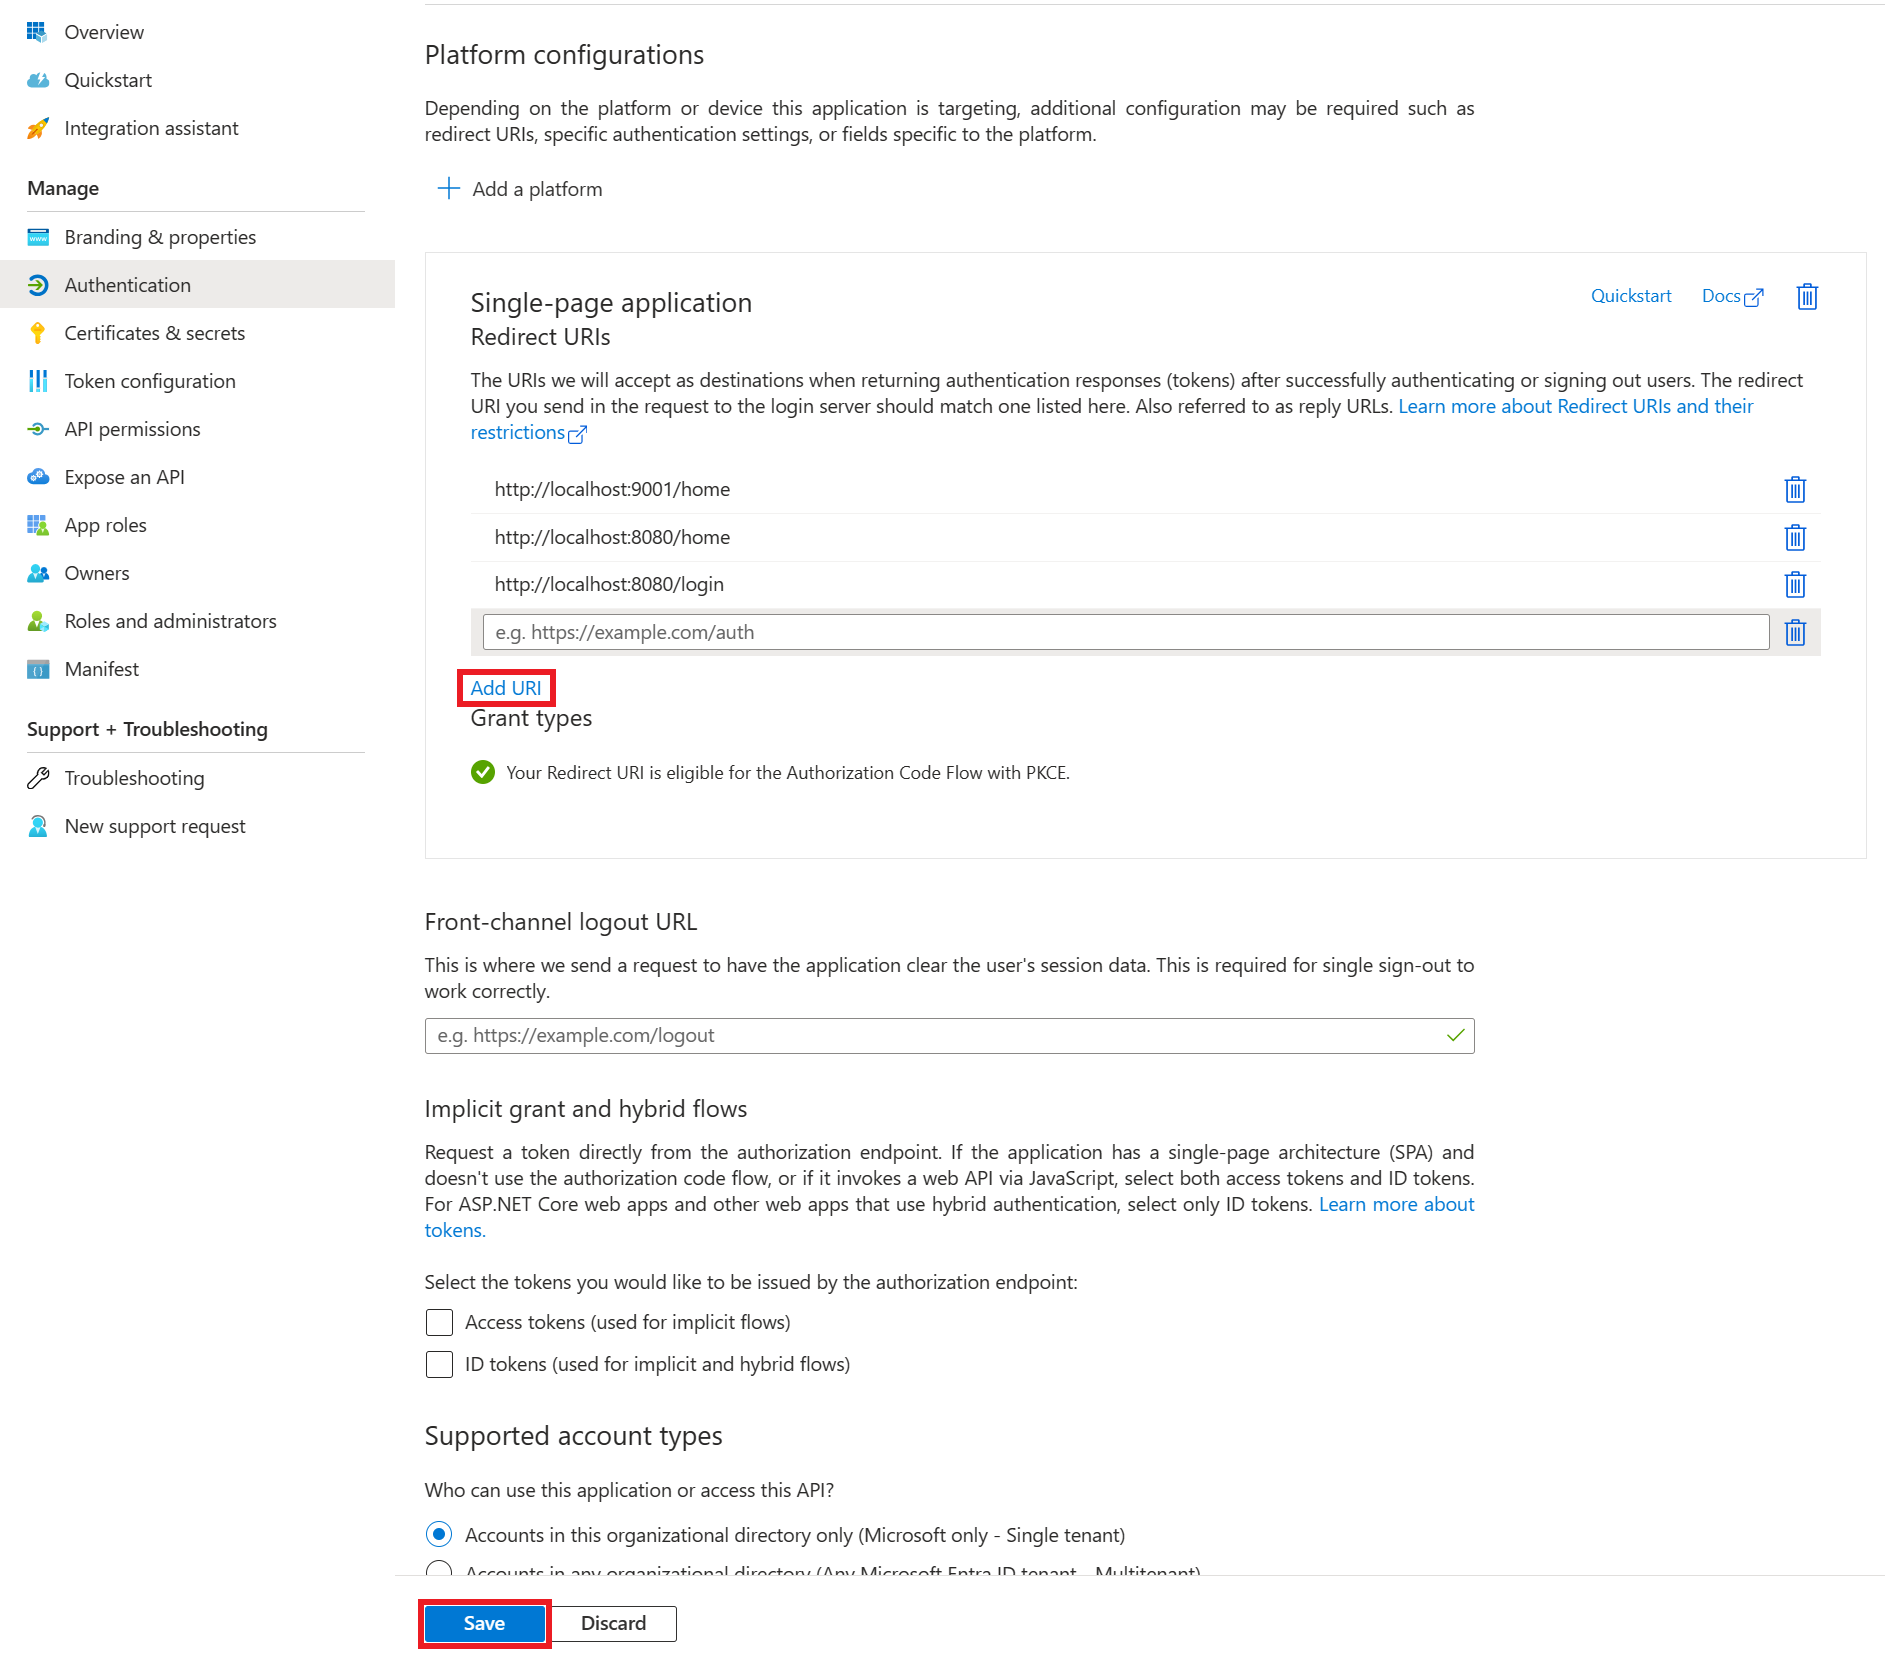 Overview
Quickstart
Integration assistant
Manage
Branding & properties
Authentication
Certificates & secrets
Token configuration
API permissions
Expose an API
App roles
Owners
Roles and administrators
Manifest
Support + Troubleshooting
Troubleshooting
New support request
Platform configurations
Depending on the platform or device this application is targeting, additional configuration may be required such as
redirect URIs, specific authentication settings, or fields specific to the platform.
Add a platform
Single-page application
Quickstart
Docs
Redirect URIs
The URIs we will accept as destinations when returning authentication responses (tokens) after successfully authenticating or signing out users. The redirect
URI you send in the request to the login server should match one listed here. Also referred to as reply URLs. Learn more about Redirect URIs and their
restrictions
http://localhost:9001/home
http://localhost:8080/home
http://localhost:8080/login
e.g. https://example.com/auth
Add URI
Grant types
Your Redirect URI is eligible for the Authorization Code Flow with PKCE.
Front-channel logout URL
This is where we send a request to have the application clear the user's session data. This is required for single sign-out to
work correctly.
e.g. https://example.com/logout
Implicit grant and hybrid flows
Request a token directly from the authorization endpoint. If the application has a single-page architecture (SPA) and
doesn't use the authorization code flow, or if it invokes a web API via JavaScript, select both access tokens and ID tokens.
For ASP.NET Core web apps and other web apps that use hybrid authentication, select only ID tokens. Learn more about
tokens.
Select the tokens you would like to be issued by the authorization endpoint:
Access tokens (used for implicit flows)
ID tokens (used for implicit and hybrid flows)
Supported account types
Who can use this application or access this API?
Accounts in this organizational directory only (Microsoft only - Single tenant)
Accounts in any organizational directory (Any Microsoft Entra ID tenant - Multitenant)
Save
Discard